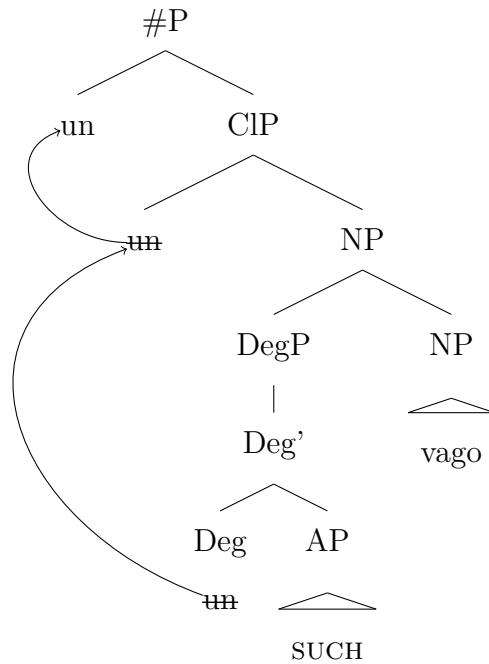 #P
un ClP
un NP
DegP NP
Deg' vago
Deg AP
un SUCH